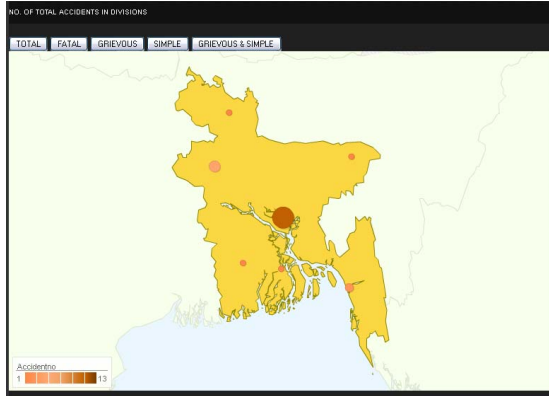 NO. OF TOTAL ACCIDENTS IN DIVISIONS
TOTAL FATAL GRIEVOUS SIMPLE GRIEVOUS & SIMPLE
Accidentno
1 13